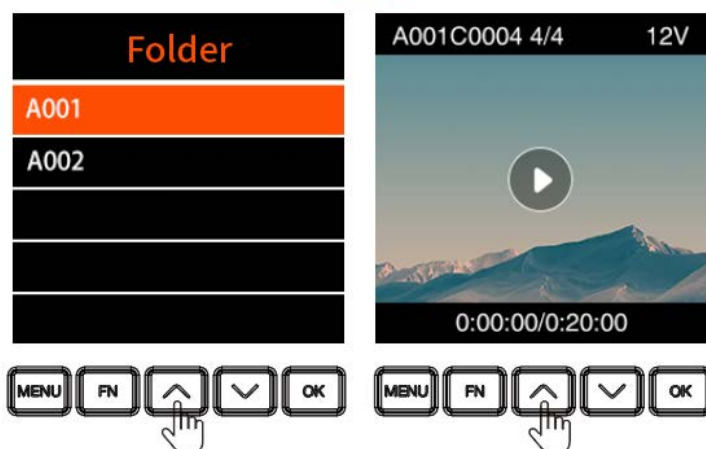 Folder
A001
A002
MENU FN OK
A001C0004 4/4 12V
0:00:00/0:20:00
MENU FN OK